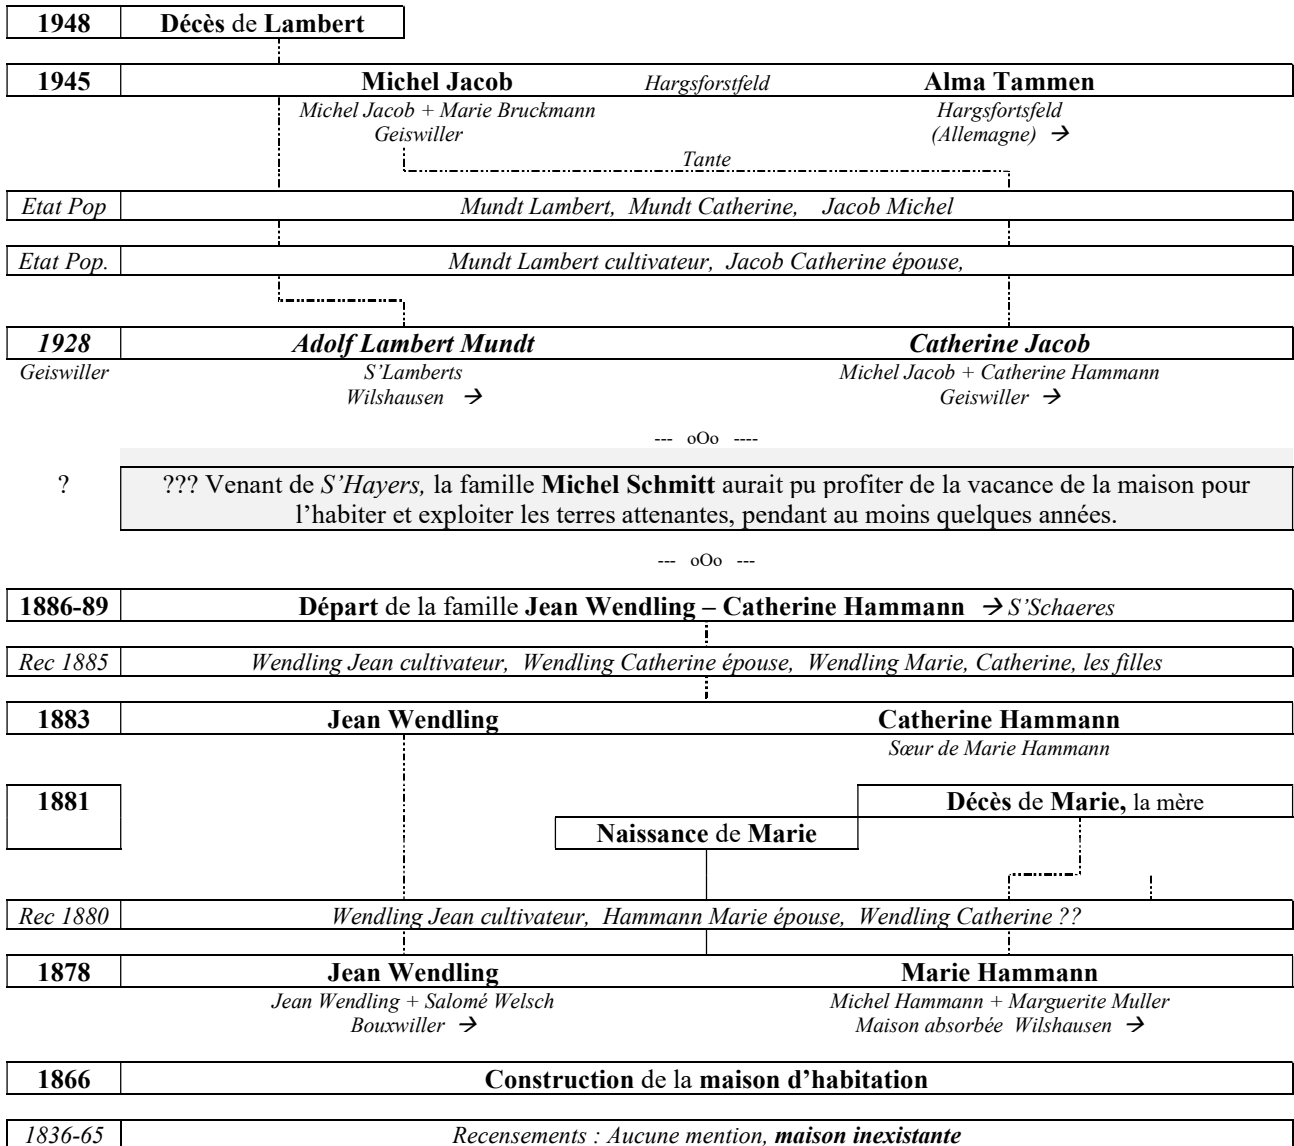 1948 Décès de Lambert
1945 Michel Jacob Hargsforstfeld Alma Tammen
Michel Jacob + Marie Bruckmann Hargsfortsfeld
Geiswiller (Allemagne) →
Tante
Etat Pop Mundt Lambert, Mundt Catherine, Jacob Michel
Etat Pop. Mundt Lambert cultivateur, Jacob Catherine épouse,
1928 Adolf Lambert Mundt Catherine Jacob
Geiswiller S'Lamberts Michel Jacob + Catherine Hammann
Wilshausen → Geiswiller →
--- oOo ----
? ??? Venant de S'Hayers, la famille Michel Schmitt aurait pu profiter de la vacance de la maison pour
l'habiter et exploiter les terres attenantes, pendant au moins quelques années.
--- oOo ---
1886-89 Départ de la famille Jean Wendling – Catherine Hammann → S'Schaeres
Rec 1885 Wendling Jean cultivateur, Wendling Catherine épouse, Wendling Marie, Catherine, les filles
1883 Jean Wendling Catherine Hammann
Sœur de Marie Hammann
1881 Décès de Marie, la mère
Naissance de Marie
Rec 1880 Wendling Jean cultivateur, Hammann Marie épouse, Wendling Catherine ??
1878 Jean Wendling Marie Hammann
Jean Wendling + Salomé Welsch Michel Hammann + Marguerite Muller
Bouxwiller → Maison absorbée Wilshausen →
1866 Construction de la maison d'habitation
1836-65 Recensements : Aucune mention, maison inexistante